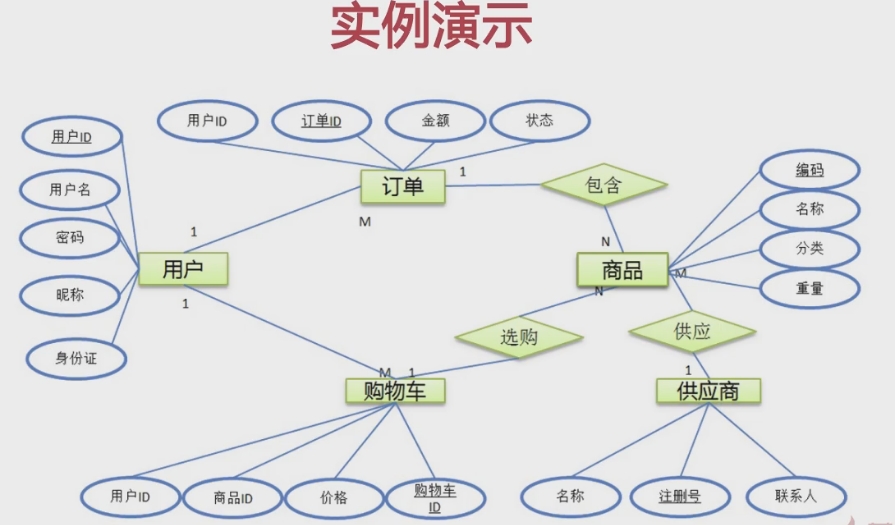 实例演示
用户ID
订单ID
金额
状态
用户ID
用户名
密码
昵称
身份证
订单
1
包含
M
1
用户
1
N
商品
M
N
编码
名称
分类
重量
选购
供应
M
1
1
购物车
供应商
用户ID
商品ID
价格
购物车
ID
名称
注删号
联系人